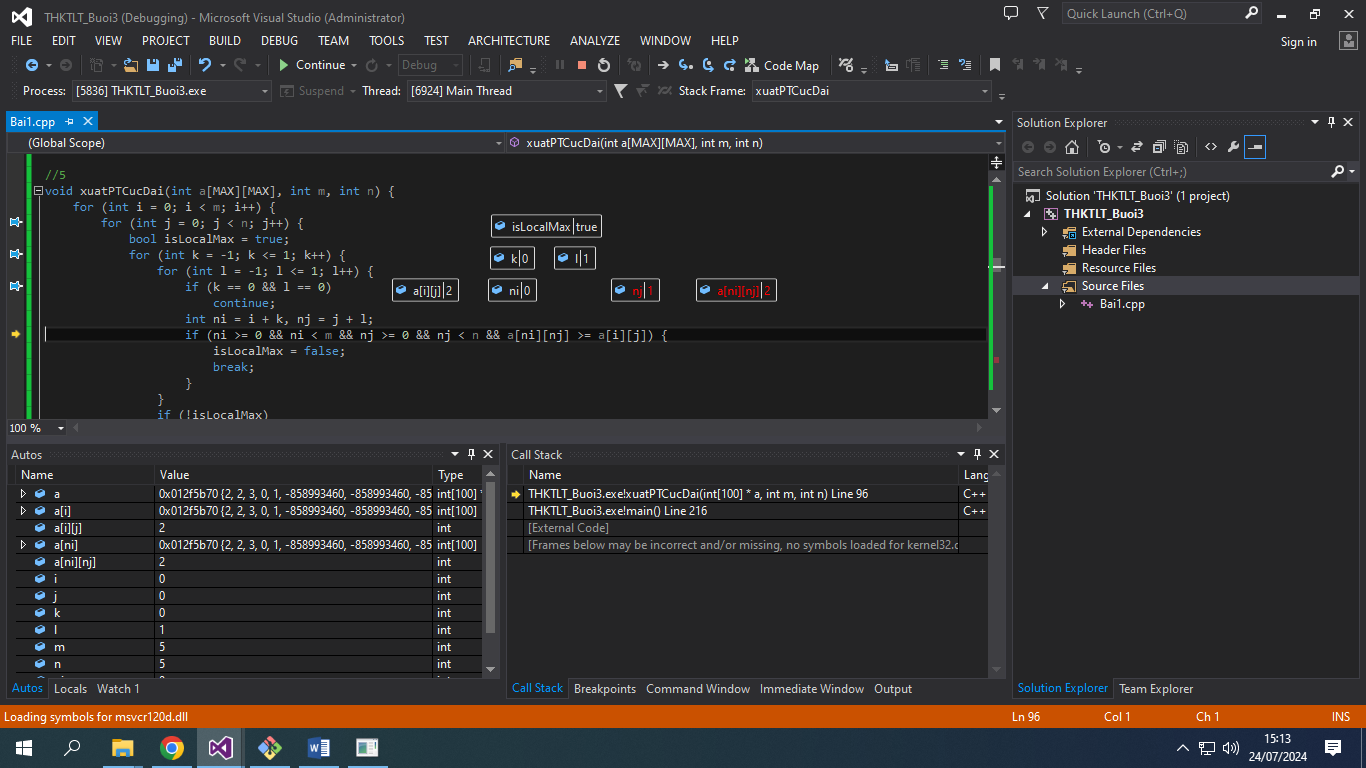 THKTLT_Buoi3 (Debugging) - Microsoft Visual Studio (Administrator)
Quick Launch (Ctrl+Q)
FILE EDIT VIEW PROJECT BUILD DEBUG TEAM TOOLS TEST ARCHITECTURE ANALYZE WINDOW HELP
Sign in
Continue Debug Code Map
Process: [5836] THKTLT_Buoi3.exe Suspend Thread: [6924] Main Thread Stack Frame: xuatPTCucDai
Bai1.cpp
(Global Scope) xuatPTCucDai(int a[MAX][MAX], int m, int n)
//5
void xuatPTCucDai(int a[MAX][MAX], int m, int n) {
for (int i = 0; i < m; i++) {
for (int j = 0; j < n; j++) {
isLocalMax true
bool isLocalMax = true;
for (int k = -1; k <= 1; k++) {
k 0
l 1
for (int l = -1; l <= 1; l++) {
if (k == 0 && l == 0)
a[i][j] 2
ni 0
nj 1
a[ni][nj] 2
continue;
int ni = i + k, nj = j + l;
if (ni >= 0 && ni < m && nj >= 0 && nj < n && a[ni][nj] >= a[i][j]) {
isLocalMax = false;
break;
}
}
if (!isLocalMax)
100 %
Autos
Name Value Type
a 0x012f5b70 {2, 2, 3, 0, 1, -858993460, -858993460, -85 int[100] *
a[i] 0x012f5b70 {2, 2, 3, 0, 1, -858993460, -858993460, -85 int[100]
a[i][j] 2 int
a[ni] 0x012f5b70 {2, 2, 3, 0, 1, -858993460, -858993460, -85 int[100]
a[ni][nj] 2 int
i 0 int
j 0 int
k 0 int
l 1 int
m 5 int
n 5 int
Autos Locals Watch 1
Call Stack
Name Lang
THKTLT_Buoi3.exe!xuatPTCucDai(int[100] * a, int m, int n) Line 96 C++
THKTLT_Buoi3.exe!main() Line 216 C++
[External Code]
[Frames below may be incorrect and/or missing, no symbols loaded for kernel32.d
Call Stack Breakpoints Command Window Immediate Window Output
Solution Explorer
Search Solution Explorer (Ctrl+;)
Solution 'THKTLT_Buoi3' (1 project)
THKTLT_Buoi3
External Dependencies
Header Files
Resource Files
Source Files
Bai1.cpp
Solution Explorer Team Explorer
Loading symbols for msvcr120d.dll
Ln 96 Col 1 Ch 1 INS
15:13
24/07/2024